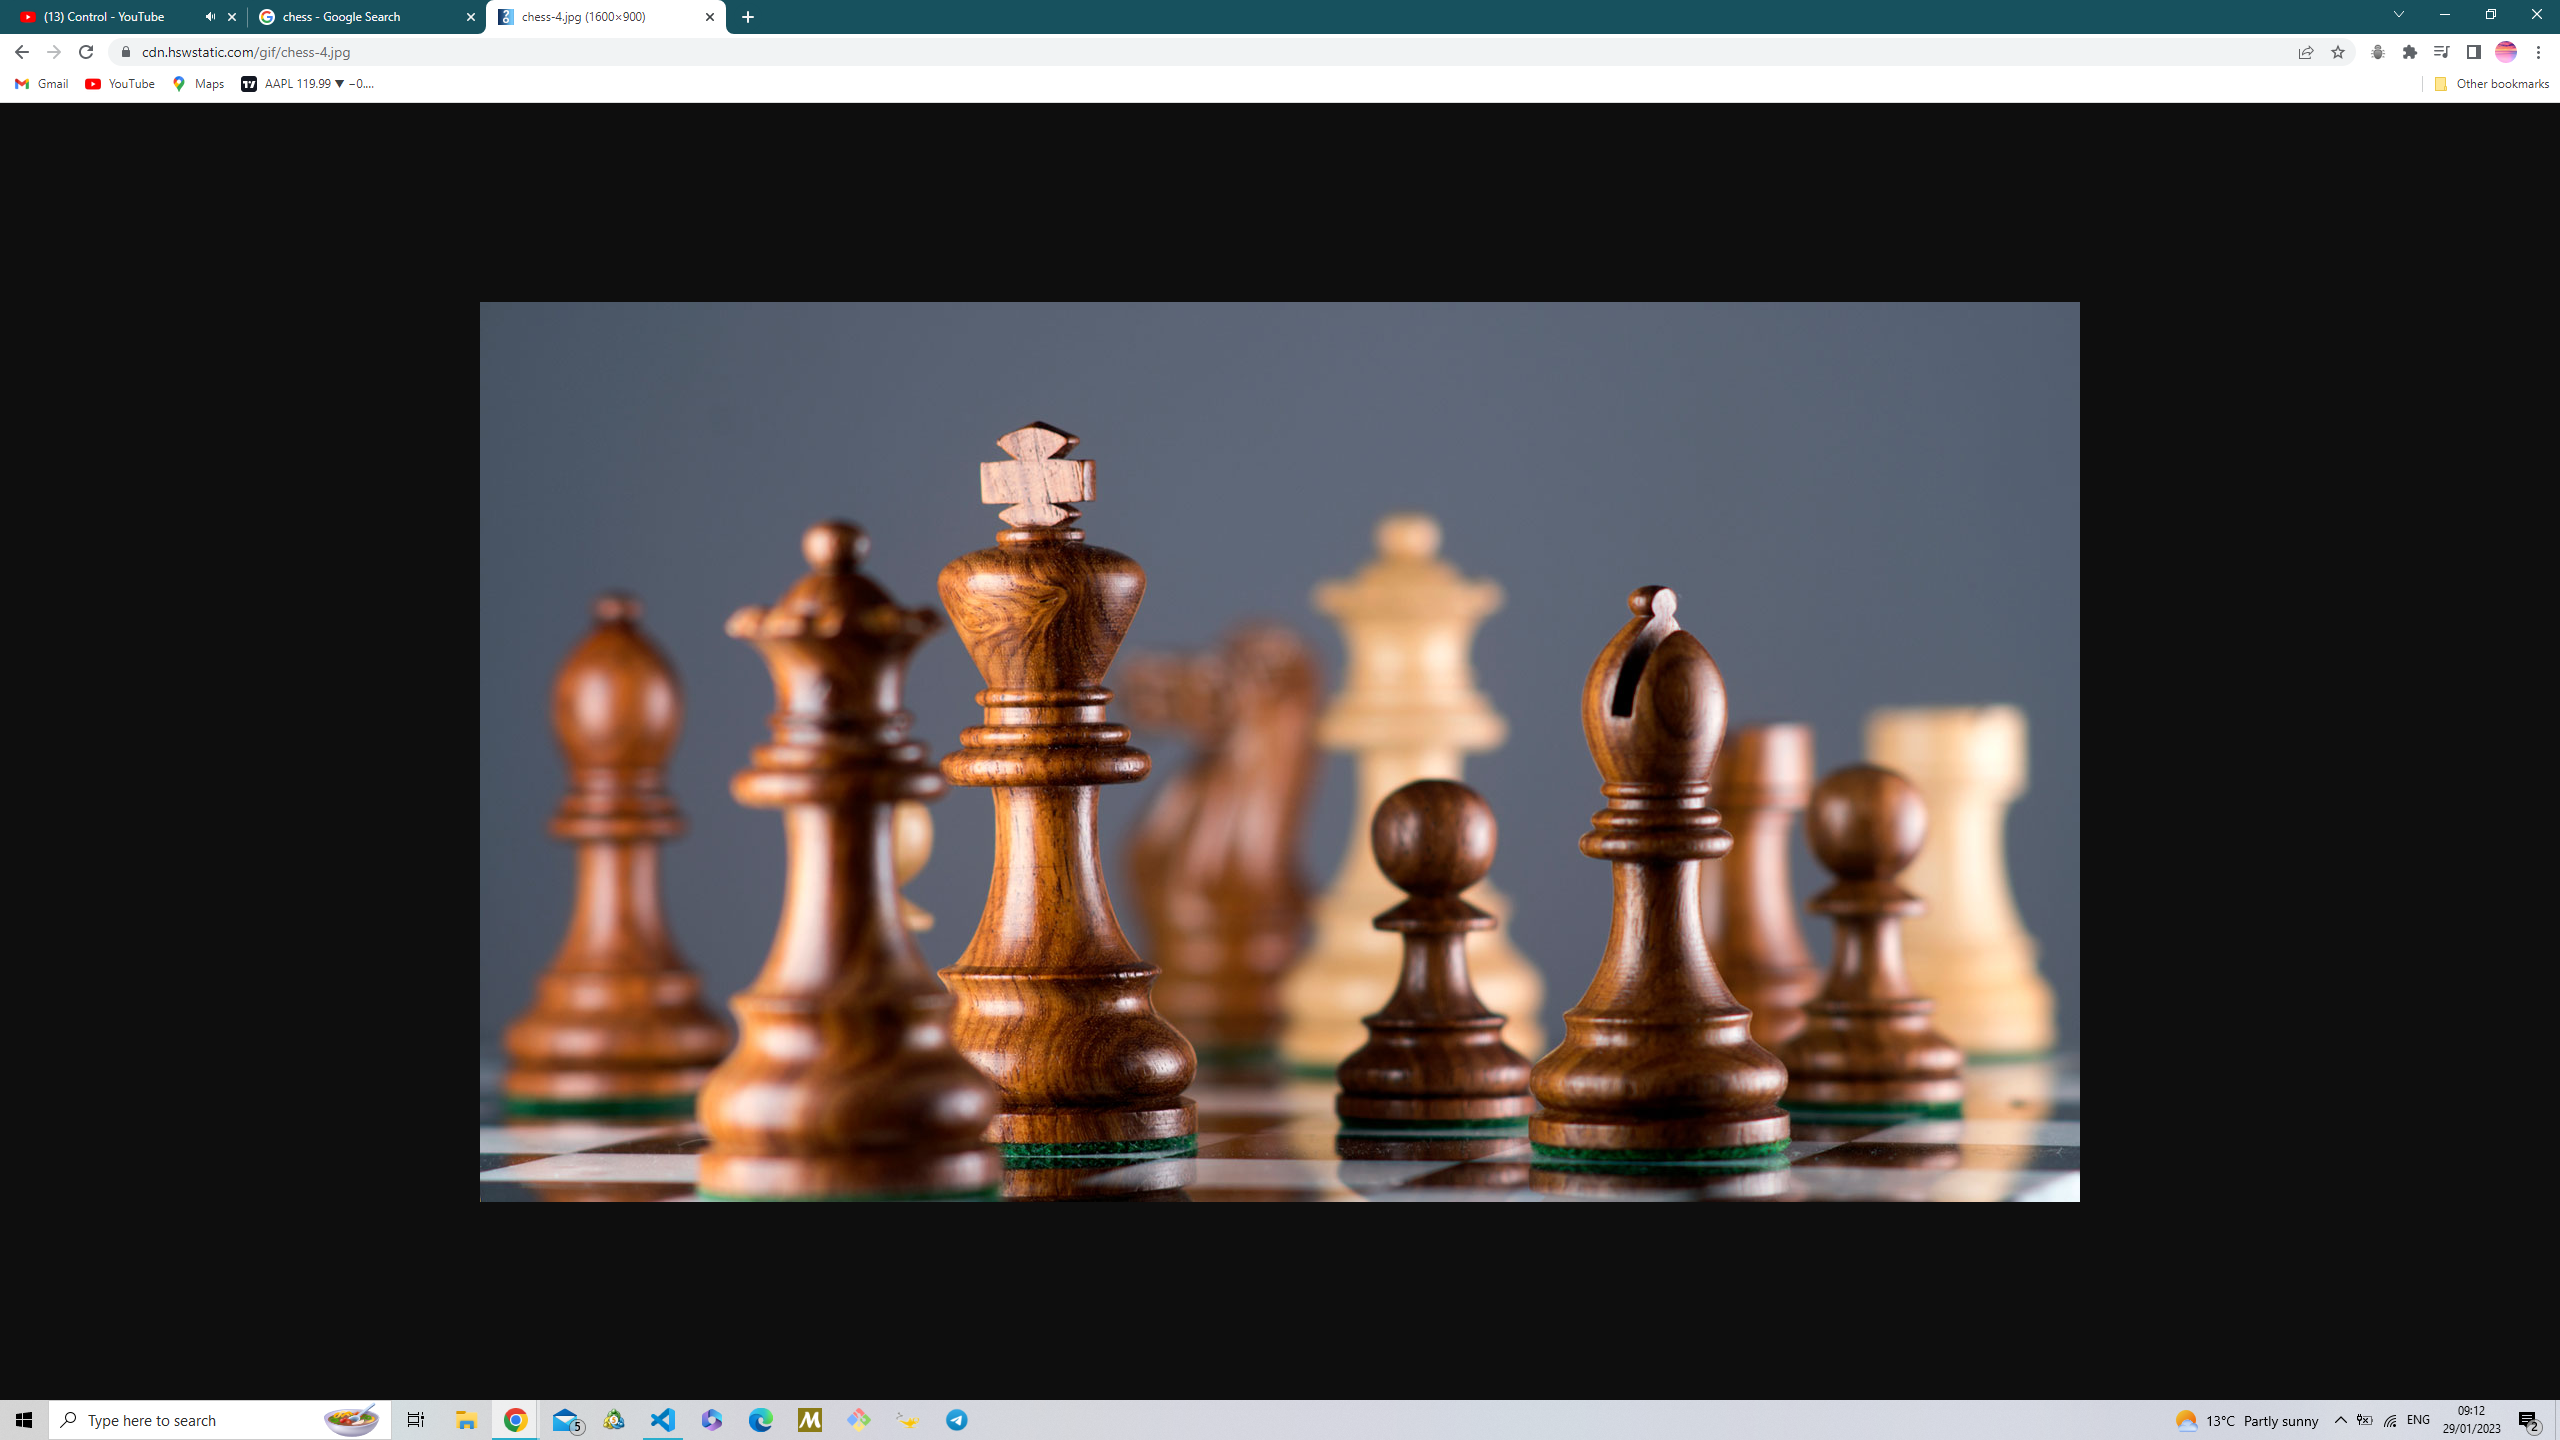 (13) Control - YouTube
chess - Google Search
chess-4.jpg (1600×900)
cdn.hswstatic.com/gif/chess-4.jpg
Gmail
YouTube
Maps
AAPL 119.99 ▼ −0....
Other bookmarks
Type here to search
5
13°C Partly sunny
ENG
09:12
29/01/2023
2